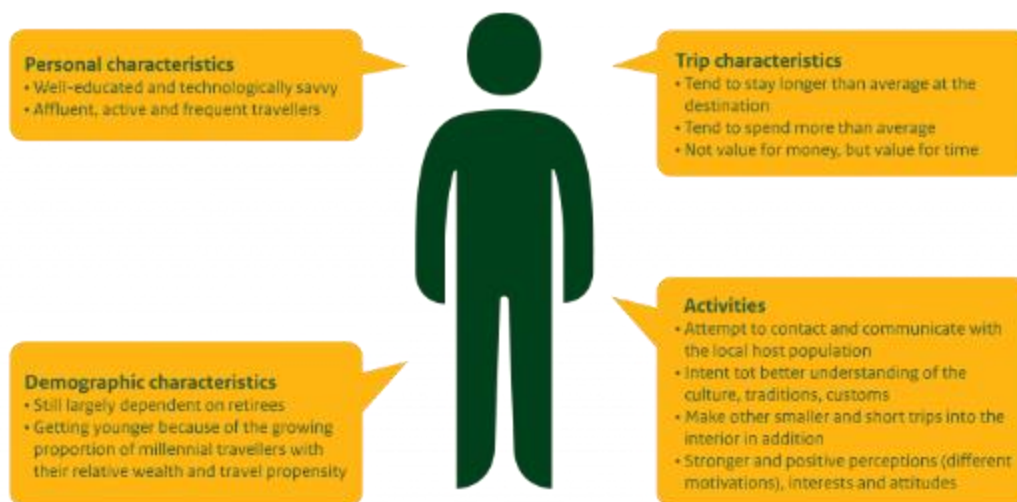 Personal characteristics
• Well-educated and technologically savvy
• Affluent, active and frequent travellers
Trip characteristics
• Tend to stay longer than average at the
destination
• Tend to spend more than average
• Not value for money, but value for time
Demographic characteristics
• Still largely dependent on retirees
• Getting younger because of the growing
proportion of millennial travellers with
their relative wealth and travel propensity
Activities
• Attempt to contact and communicate with
the local host population
• Intent tot better understanding of the
culture, traditions, customs
• Make other smaller and short trips into the
interior in addition
• Stronger and positive perceptions (different
motivations), interests and attitudes